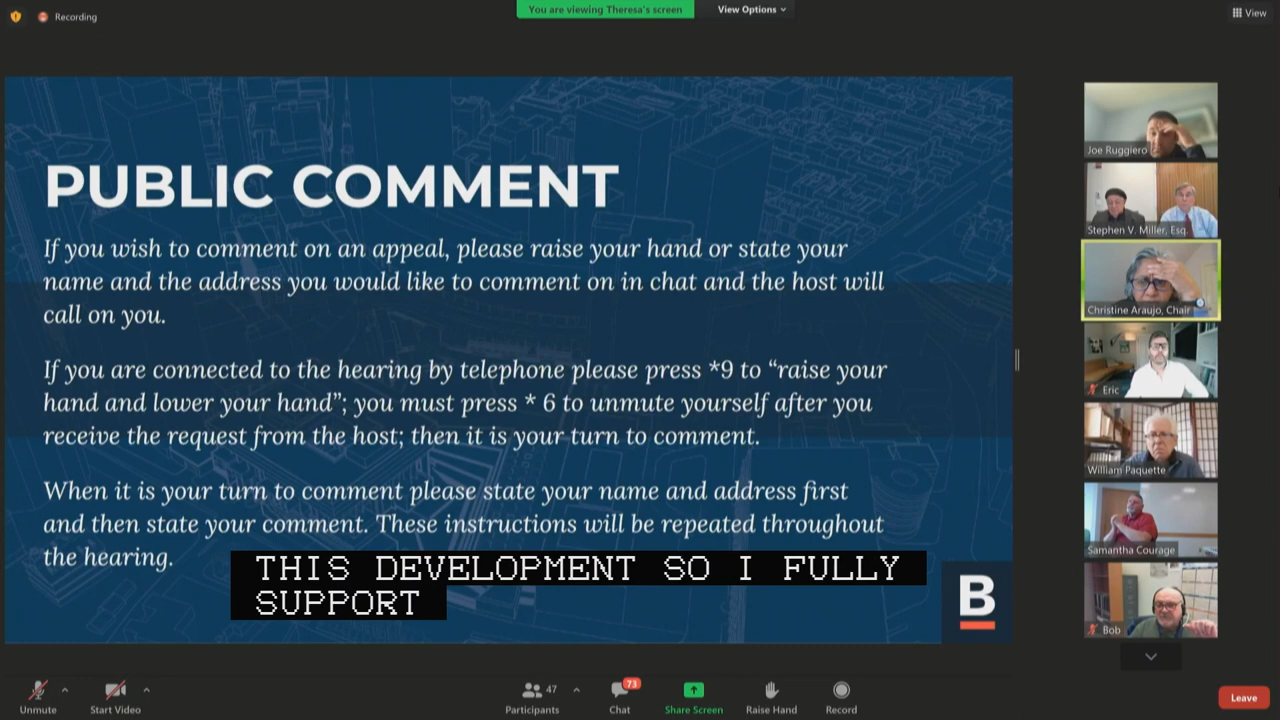 Recording
You are viewing Theresa's screen
View Options
View
PUBLIC COMMENT
If you wish to comment on an appeal, please raise your hand or state your
name and the address you would like to comment on in chat and the host will
call on you.
If you are connected to the hearing by telephone please press *9 to “raise your
hand and lower your hand”; you must press * 6 to unmute yourself after you
receive the request from the host; then it is your turn to comment.
When it is your turn to comment please state your name and address first
and then state your comment. These instructions will be repeated throughout
the hearing.
THIS DEVELOPMENT SO I FULLY
SUPPORT
B
Joe Ruggiero
Stephen V. Miller, Esq.
Christine Araujo, Chair
Eric
William Paquette
Samantha Courage
Bob
Unmute
Start Video
47
Participants
73
Chat
Share Screen
Raise Hand
Record
Leave